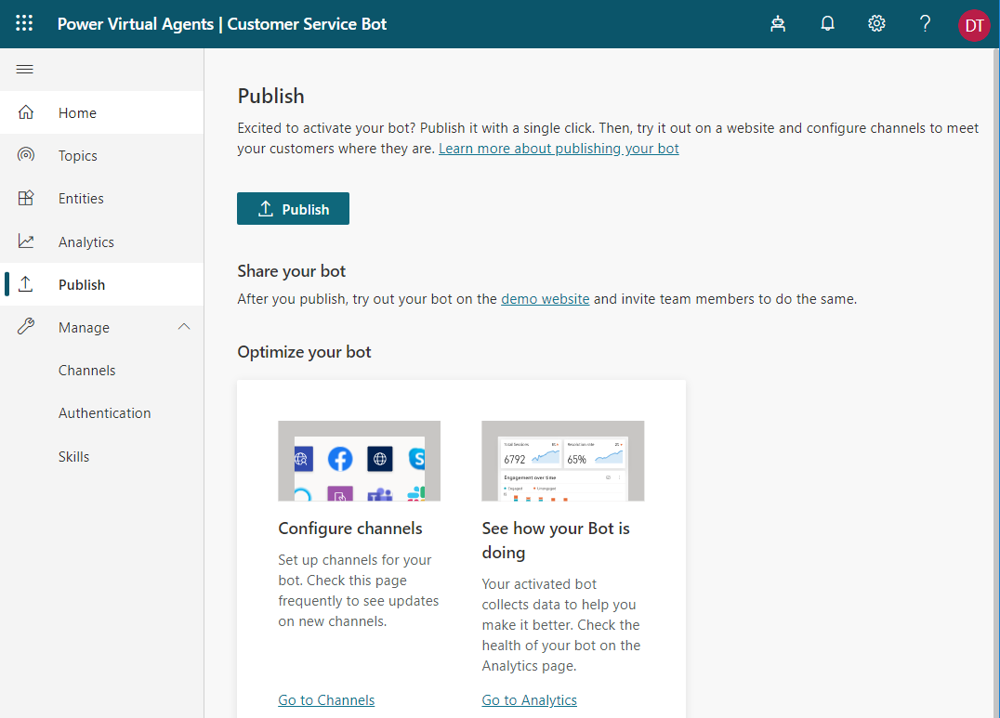 Power Virtual Agents | Customer Service Bot
DT
Home
Topics
Entities
Analytics
Publish
Manage
Channels
Authentication
Skills
Publish
Excited to activate your bot? Publish it with a single click. Then, try it out on a website and configure channels to meet
your customers where they are. Learn more about publishing your bot
Publish
Share your bot
After you publish, try out your bot on the demo website and invite team members to do the same.
Optimize your bot
Configure channels
Set up channels for your
bot. Check this page
frequently to see updates
on new channels.
Go to Channels
Total Sessions
6792
Resolution rate
65%
Engagement over time
Engaged
Unengaged
See how your Bot is
doing
Your activated bot
collects data to help you
make it better. Check the
health of your bot on the
Analytics page.
Go to Analytics